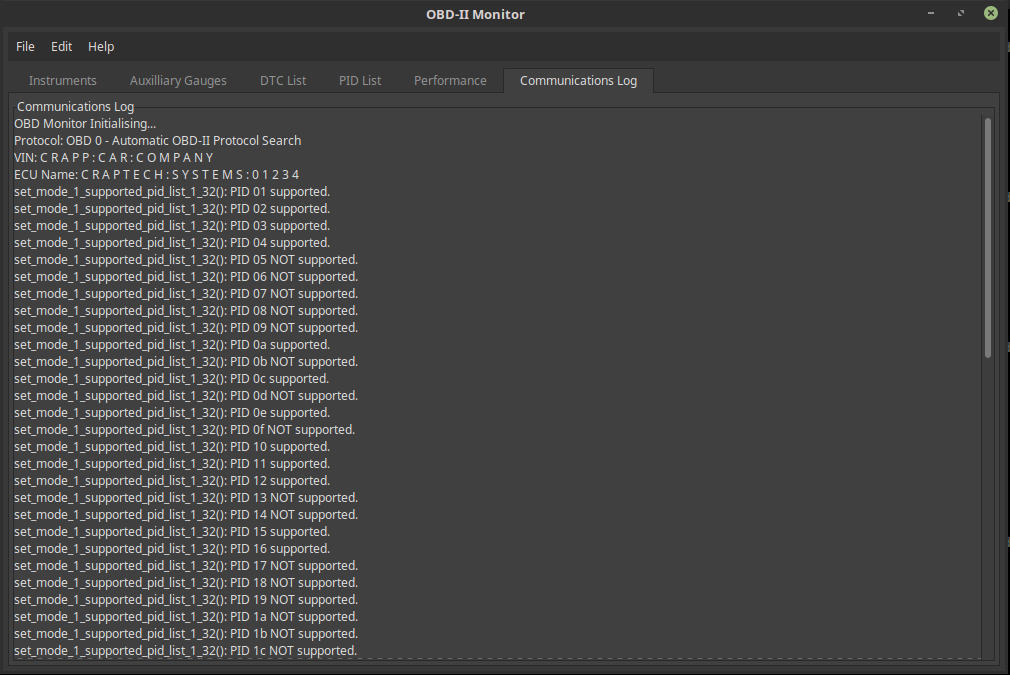 OBD-II Monitor
File Edit Help
Instruments Auxilliary Gauges DTC List PID List Performance Communications Log
Communications Log
OBD Monitor Initialising...
Protocol: OBD 0 - Automatic OBD-II Protocol Search
VIN: C R A P P : C A R : C O M P A N Y
ECU Name: C R A P T E C H : S Y S T E M S : 0 1 2 3 4
set_mode_1_supported_pid_list_1_32(): PID 01 supported.
set_mode_1_supported_pid_list_1_32(): PID 02 supported.
set_mode_1_supported_pid_list_1_32(): PID 03 supported.
set_mode_1_supported_pid_list_1_32(): PID 04 supported.
set_mode_1_supported_pid_list_1_32(): PID 05 NOT supported.
set_mode_1_supported_pid_list_1_32(): PID 06 NOT supported.
set_mode_1_supported_pid_list_1_32(): PID 07 NOT supported.
set_mode_1_supported_pid_list_1_32(): PID 08 NOT supported.
set_mode_1_supported_pid_list_1_32(): PID 09 NOT supported.
set_mode_1_supported_pid_list_1_32(): PID 0a supported.
set_mode_1_supported_pid_list_1_32(): PID 0b NOT supported.
set_mode_1_supported_pid_list_1_32(): PID 0c supported.
set_mode_1_supported_pid_list_1_32(): PID 0d NOT supported.
set_mode_1_supported_pid_list_1_32(): PID 0e supported.
set_mode_1_supported_pid_list_1_32(): PID 0f NOT supported.
set_mode_1_supported_pid_list_1_32(): PID 10 supported.
set_mode_1_supported_pid_list_1_32(): PID 11 supported.
set_mode_1_supported_pid_list_1_32(): PID 12 supported.
set_mode_1_supported_pid_list_1_32(): PID 13 NOT supported.
set_mode_1_supported_pid_list_1_32(): PID 14 NOT supported.
set_mode_1_supported_pid_list_1_32(): PID 15 supported.
set_mode_1_supported_pid_list_1_32(): PID 16 supported.
set_mode_1_supported_pid_list_1_32(): PID 17 NOT supported.
set_mode_1_supported_pid_list_1_32(): PID 18 NOT supported.
set_mode_1_supported_pid_list_1_32(): PID 19 NOT supported.
set_mode_1_supported_pid_list_1_32(): PID 1a NOT supported.
set_mode_1_supported_pid_list_1_32(): PID 1b NOT supported.
set_mode_1_supported_pid_list_1_32(): PID 1c NOT supported.